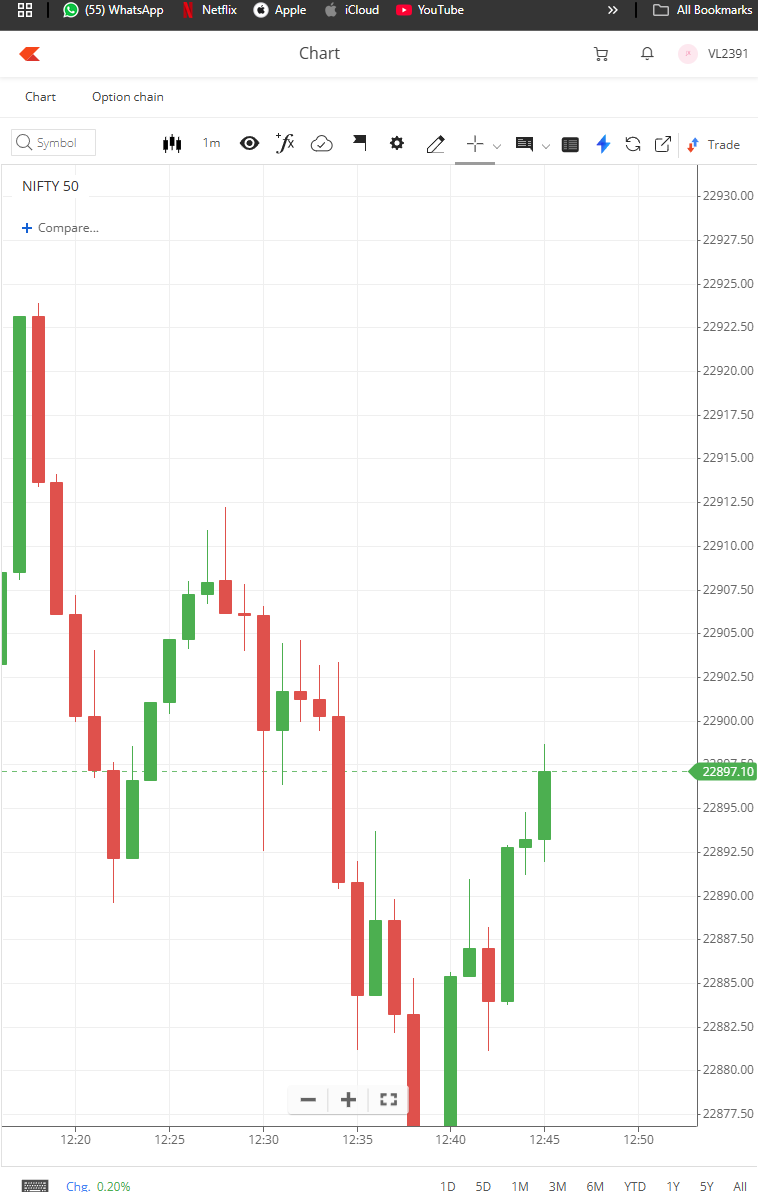 (55) WhatsApp Netflix Apple iCloud YouTube » All Bookmarks
Chart VL2391
Chart Option chain
Symbol 1m ƒx Trade
NIFTY 50
+ Compare...
22930.00
22927.50
22925.00
22922.50
22920.00
22917.50
22915.00
22912.50
22910.00
22907.50
22905.00
22902.50
22900.00
22897.10
22895.00
22892.50
22890.00
22887.50
22885.00
22882.50
22880.00
22877.50
12:20 12:25 12:30 12:35 12:40 12:45 12:50
Chg. 0.20% 1D 5D 1M 3M 6M YTD 1Y 5Y All